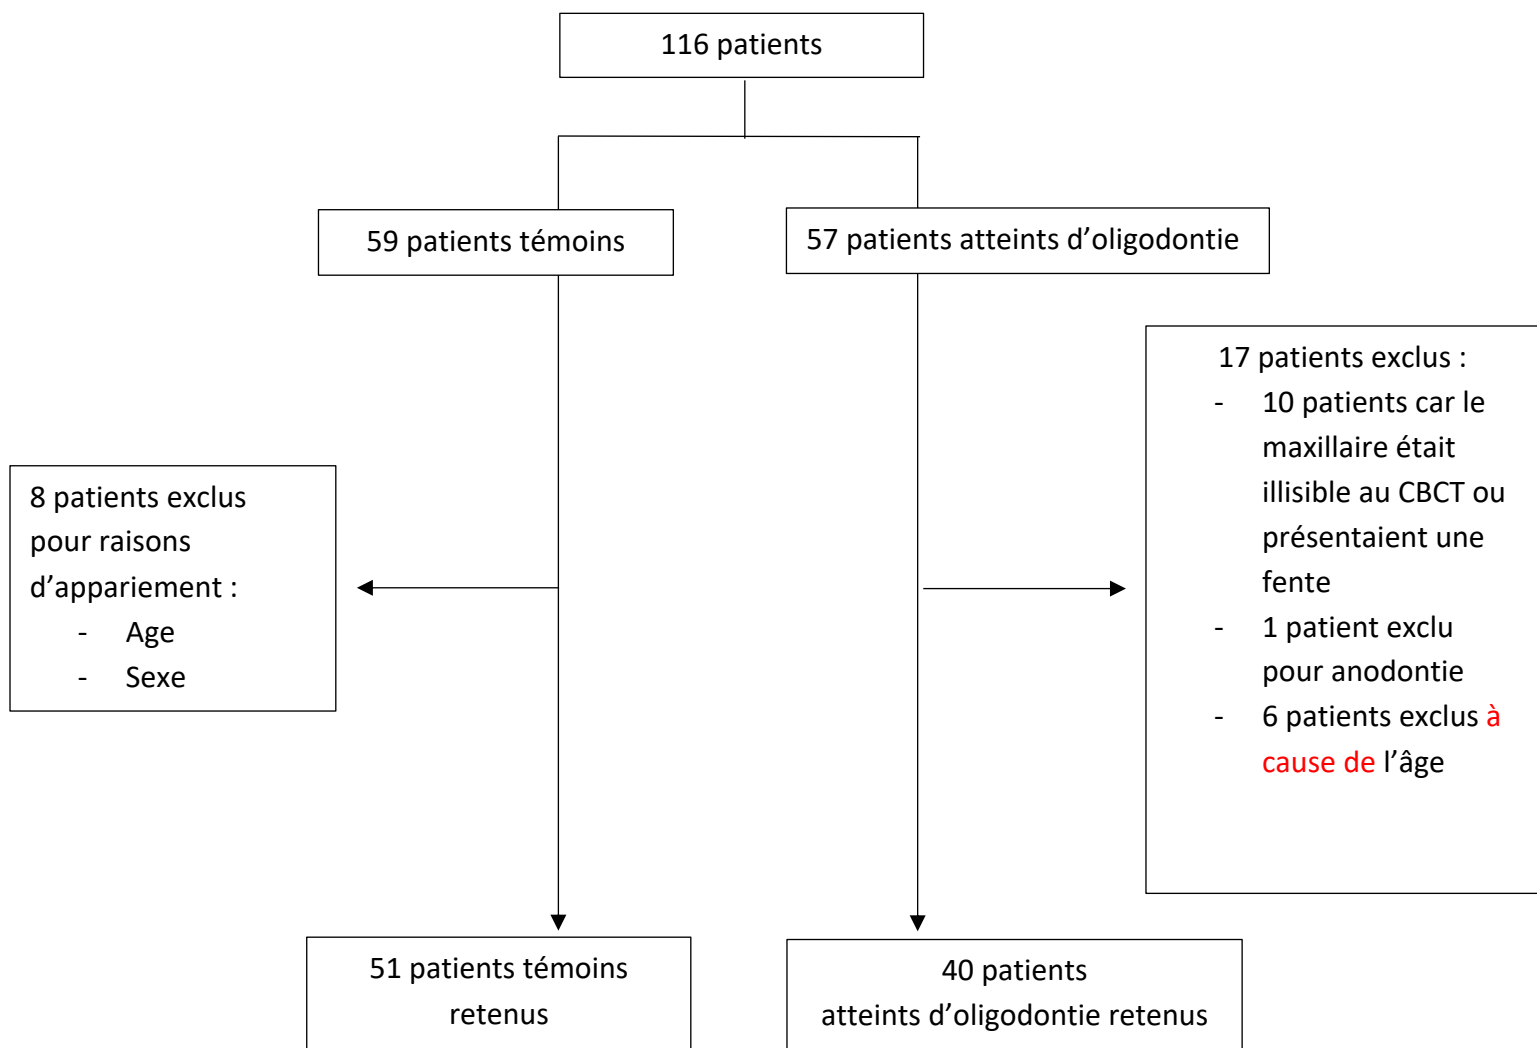 116 patients
59 patients témoins
57 patients atteints d’oligodontie
8 patients exclus
pour raisons
d’appariement :
- Age
- Sexe
17 patients exclus :
- 10 patients car le
maxillaire était
illisible au CBCT ou
présentaient une
fente
- 1 patient exclu
pour anodontie
- 6 patients exclus à
cause de l’âge
51 patients témoins
retenus
40 patients
atteints d’oligodontie retenus